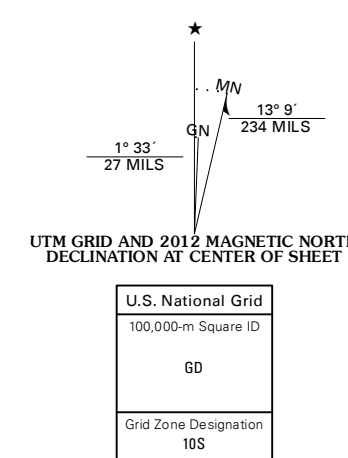 ★
MN
GN
13° 9´
234 MILS
1° 33´
27 MILS
UTM GRID AND 2012 MAGNETIC NORTH
DECLINATION AT CENTER OF SHEET
U.S. National Grid
100,000-m Square ID
GD
Grid Zone Designation
10S